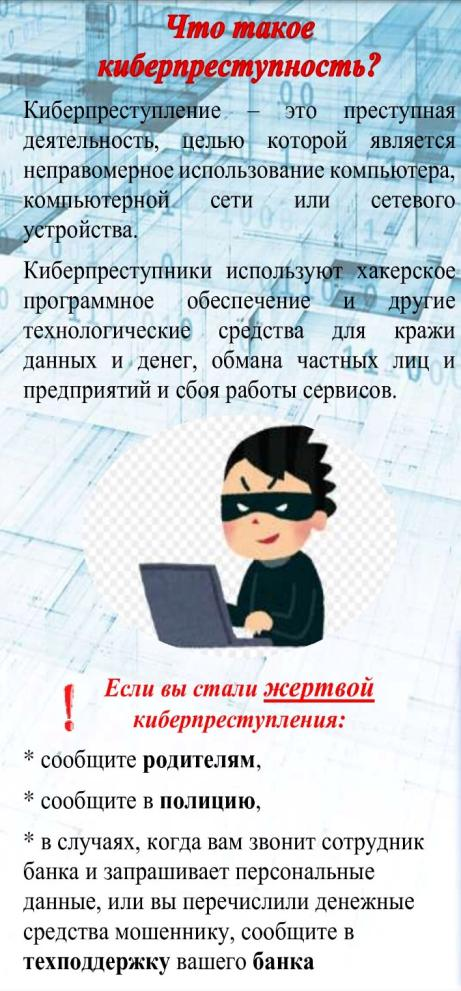 Что такое
киберпреступность?
Киберпреступление – это преступная
деятельность, целью которой является
неправомерное использование компьютера,
компьютерной сети или сетевого
устройства.
Киберпреступники используют хакерское
программное обеспечение и другие
технологические средства для кражи
данных и денег, обмана частных лиц и
предприятий и сбоя работы сервисов.
! Если вы стали жертвой
киберпреступления:
* сообщите родителям,
* сообщите в полицию,
* в случаях, когда вам звонит сотрудник
банка и запрашивает персональные
данные, или вы перечислили денежные
средства мошеннику, сообщите в
техподдержку вашего банка